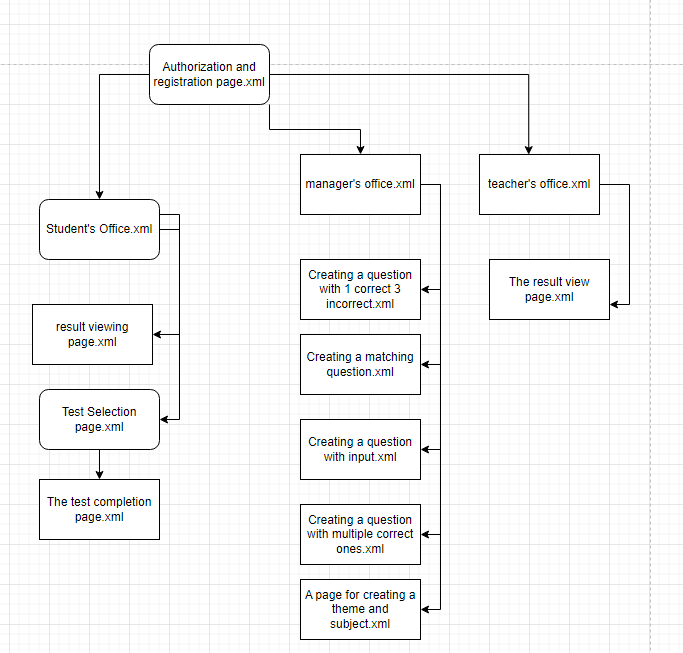 Authorization and
registration page.xml
manager's office.xml
teacher's office.xml
Student's Office.xml
Creating a question
with 1 correct 3
incorrect.xml
The result view
page.xml
result viewing
page.xml
Creating a matching
question.xml
Test Selection
page.xml
Creating a question
with input.xml
The test completion
page.xml
Creating a question
with multiple correct
ones.xml
A page for creating a
theme and
subject.xml